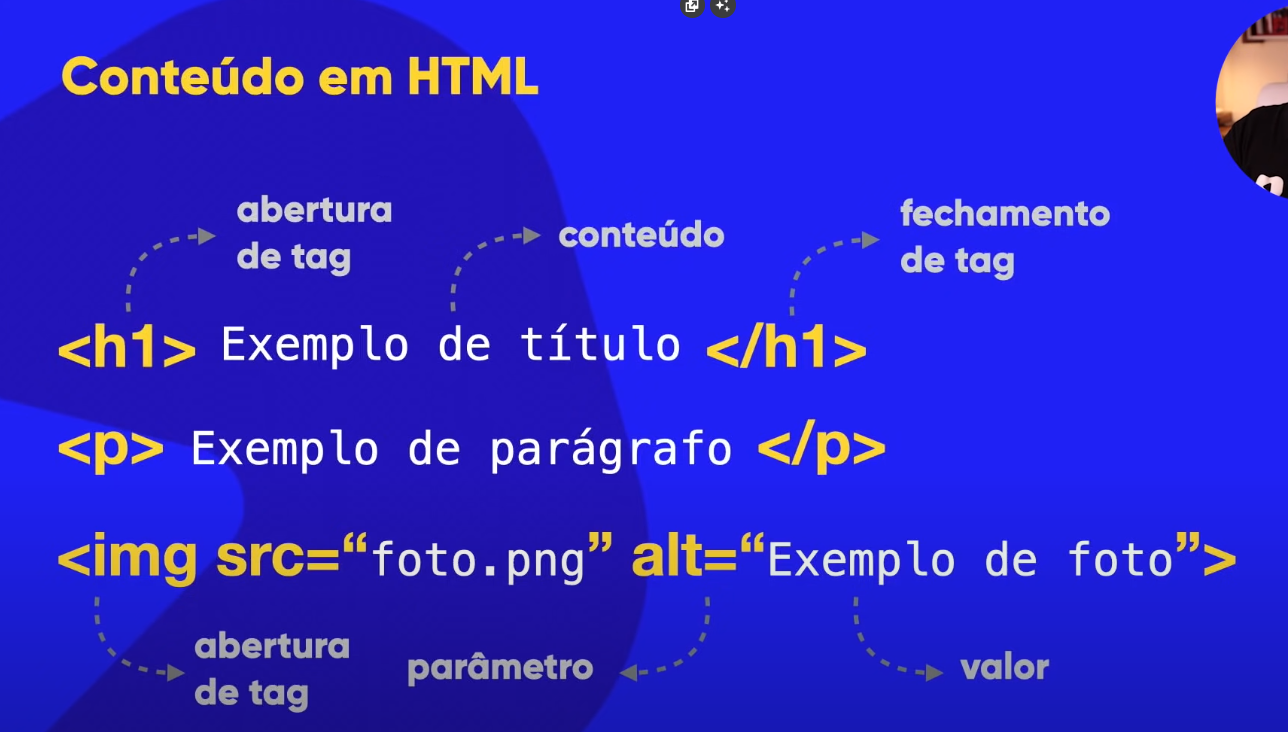 Conteúdo em HTML
abertura
de tag
conteúdo
fechamento
de tag
<h1> Exemplo de título </h1>
<p> Exemplo de parágrafo </p>
<img src=“foto.png” alt=“Exemplo de foto”>
abertura
de tag
parâmetro
valor